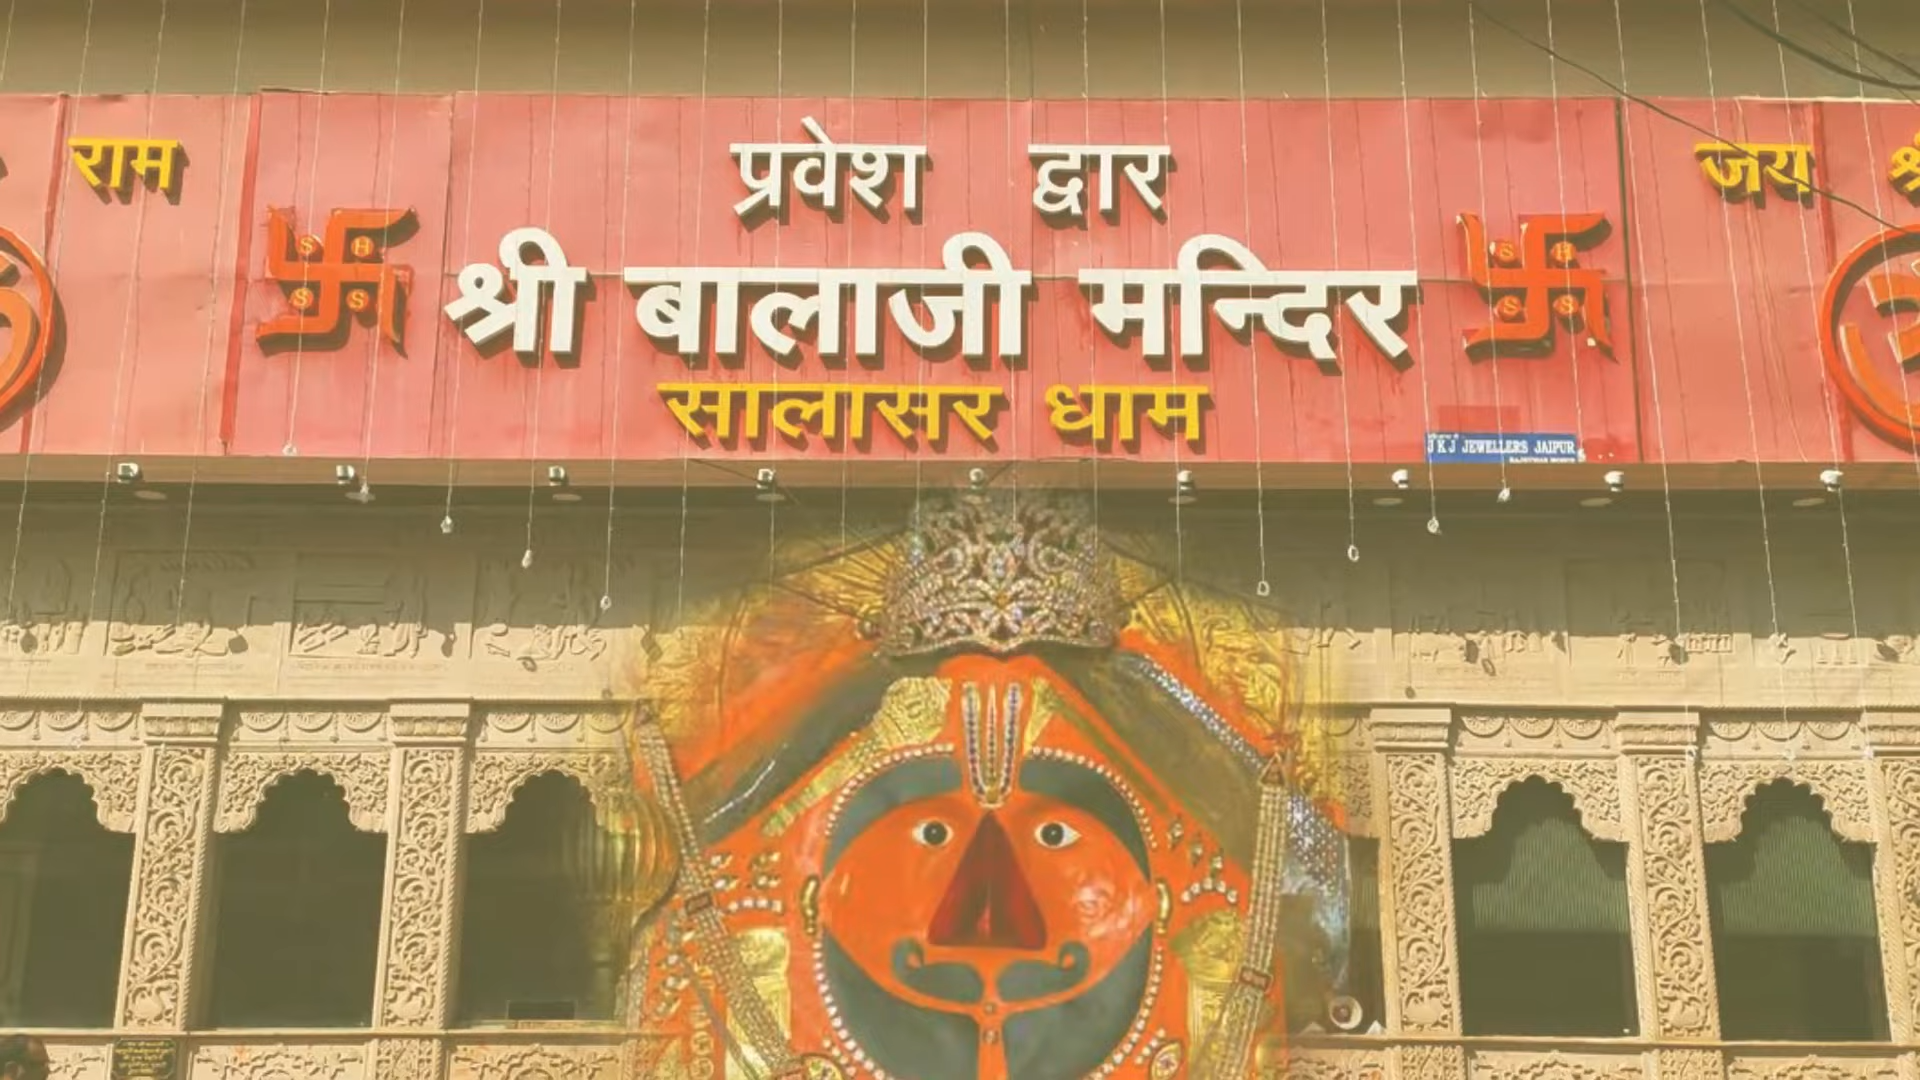 राम
प्रवेश द्वार
जय
श्री बालाजी मन्दिर
S H
S S
S H
S S
सालासर धाम
J K J JEWELLERS JAIPUR